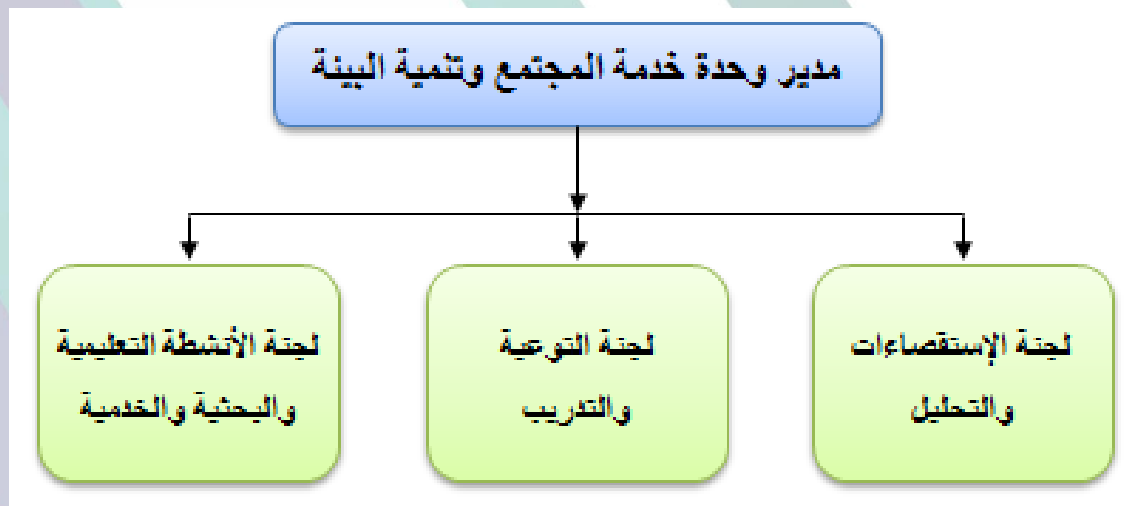 مدير وحدة خدمة المجتمع وتنمية البيئة
لجنة الإستقصاءات
والتحليل
لجنة التوعية
والتدريب
لجنة الأنشطة التعليمية
والبحثية والخدمية